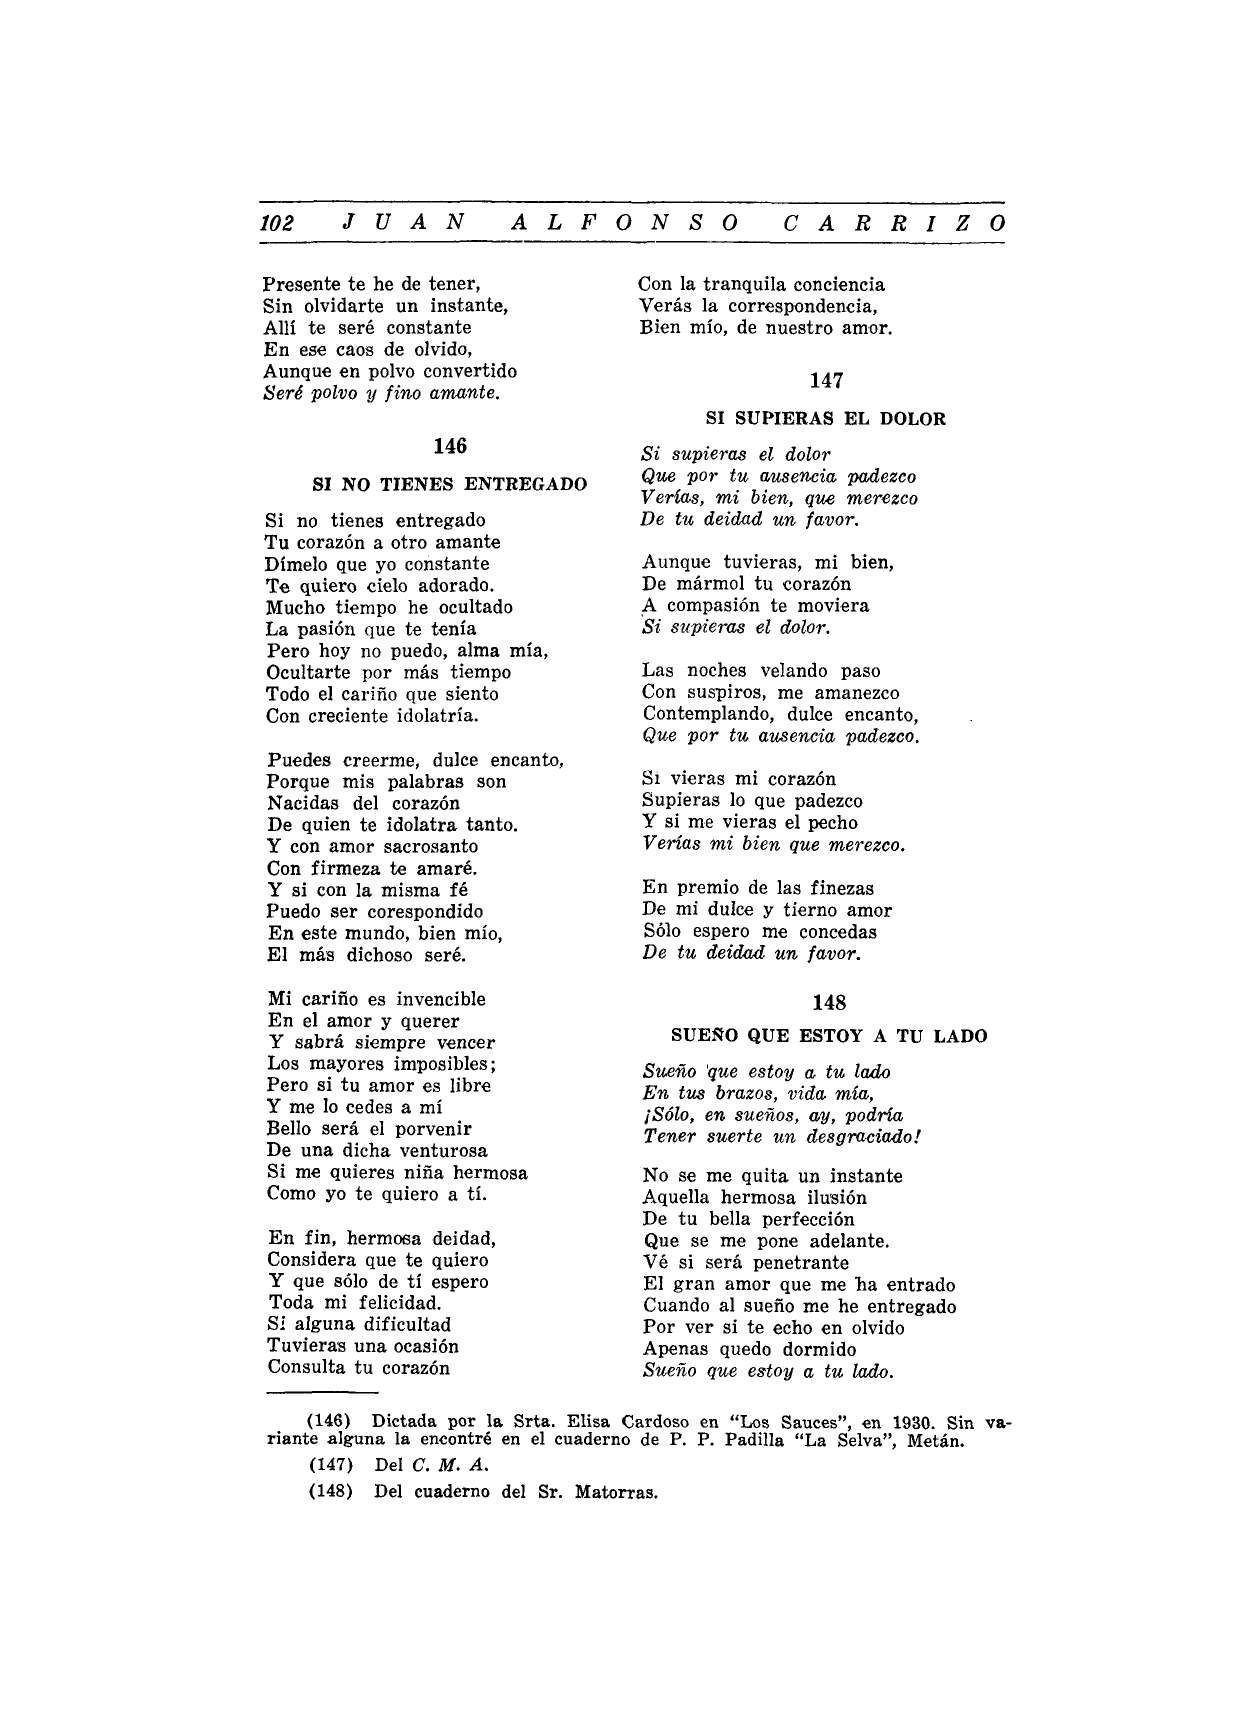 102 JUAN ALFONSO CARRIZO
Presente te he de tener,
Sin olvidarte un instante,
Allí te seré constante
En ese caos de olvido,
Aunque en polvo convertido
Seré polvo y fino amante.
146
SI NO TIENES ENTREGADO
Si no tienes entregado
Tu corazón a otro amante
Dímelo que yo constante
Te quiero cielo adorado.
Mucho tiempo he ocultado
La pasión que te tenía
Pero hoy no puedo, alma mía,
Ocultarte por más tiempo
Todo el cariño que siento
Con creciente idolatría.
Puedes creerme, dulce encanto,
Porque mis palabras son
Nacidas del corazón
De quien te idolatra tanto.
Y con amor sacrosanto
Con firmeza te amaré.
Y si con la misma fé
Puedo ser corespondido
En este mundo, bien mío,
El más dichoso seré.
Mi cariño es invencible
En el amor y querer
Y sabrá siempre vencer
Los mayores imposibles;
Pero si tu amor es libre
Y me lo cedes a mí
Bello será el porvenir
De una dicha venturosa
Si me quieres niña hermosa
Como yo te quiero a tí.
En fin, hermosa deidad,
Considera que te quiero
Y que sólo de tí espero
Toda mi felicidad.
Si alguna dificultad
Tuvieras una ocasión
Consulta tu corazón
Con la tranquila conciencia
Verás la correspondencia,
Bien mío, de nuestro amor.
147
SI SUPIERAS EL DOLOR
Si supieras el dolor
Que por tu ausencia padezco
Verías, mi bien, que merezco
De tu deidad un favor.
Aunque tuvieras, mi bien,
De mármol tu corazón
A compasión te moviera
Si supieras el dolor.
Las noches velando paso
Con suspiros, me amanezco
Contemplando, dulce encanto,
Que por tu ausencia padezco.
Si vieras mi corazón
Supieras lo que padezco
Y si me vieras el pecho
Verías mi bien que merezco.
En premio de las finezas
De mi dulce y tierno amor
Sólo espero me concedas
De tu deidad un favor.
148
SUEÑO QUE ESTOY A TU LADO
Sueño que estoy a tu lado
En tus brazos, vida mía,
¡Sólo, en sueños, ay, podría
Tener suerte un desgraciado!
No se me quita un instante
Aquella hermosa ilusión
De tu bella perfección
Que se me pone adelante.
Vé si será penetrante
El gran amor que me ha entrado
Cuando al sueño me he entregado
Por ver si te echo en olvido
Apenas quedo dormido
Sueño que estoy a tu lado.
(146) Dictada por la Srta. Elisa Cardoso en “Los Sauces”, en 1930. Sin va-
riante alguna la encontré en el cuaderno de P. P. Padilla “La Selva”, Metán.
(147) Del C. M. A.
(148) Del cuaderno del Sr. Matorras.